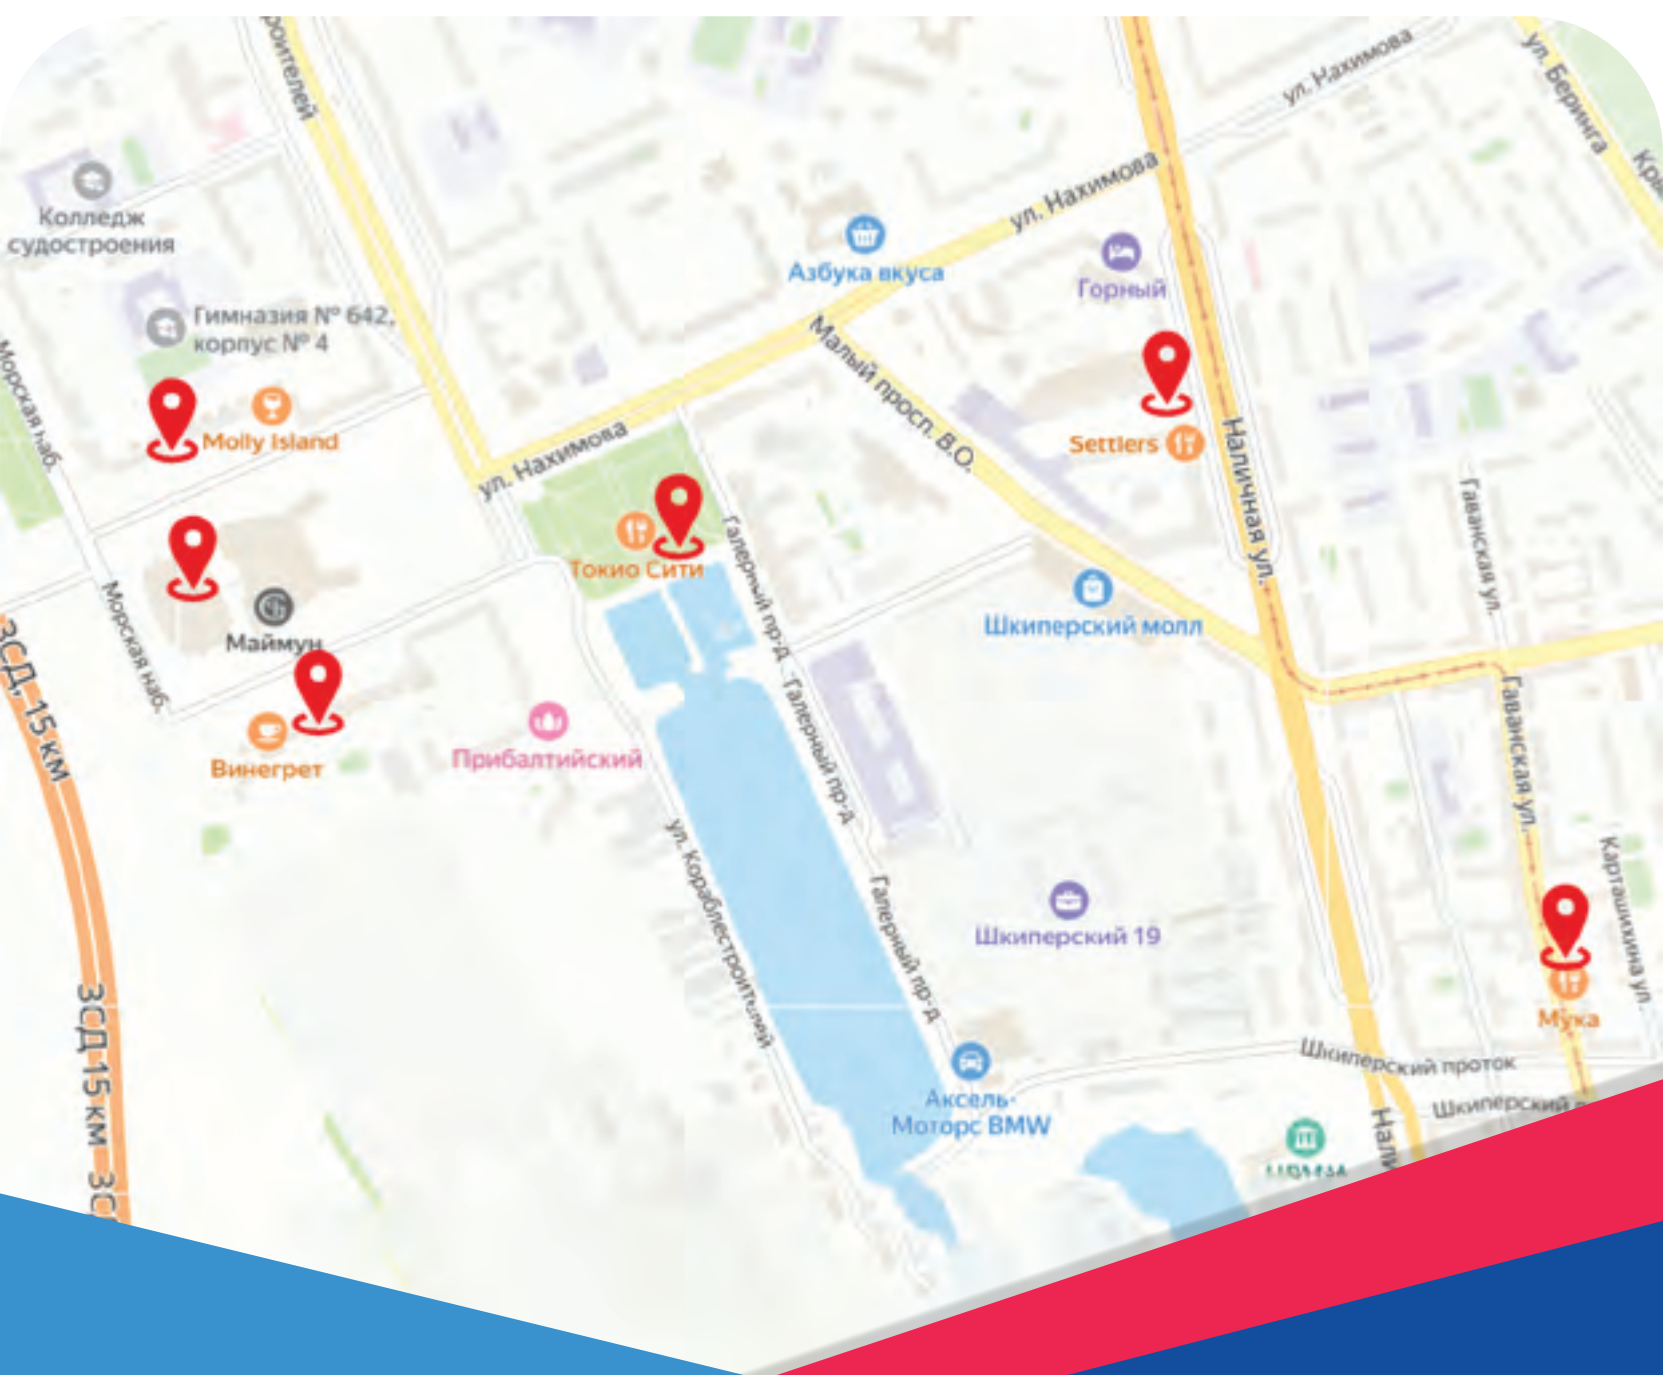 ул. Нахимова
ул. Беринга
Колледж
судостроения
ул. Нахимова
Азбука вкуса
Горный
Гимназия № 642,
корпус № 4
Малый просп. В.О.
Морская наб.
Molly Island
ул. Нахимова
Settlers
Наличная ул.
Гаванская ул.
Токио Сити
Галерный пр-д
Шкиперский молл
Маймун
Морская наб.
ЗСД, 15 км
Винегрет
Прибалтийский
Галерный пр-д
Гаванская ул.
ул. Кораблестроителей
Галерный пр-д
Шкиперский 19
Карташихина ул.
Мука
ЗСД 15 км
Шкиперский проток
Аксель-
Моторс BMW
Шкиперский